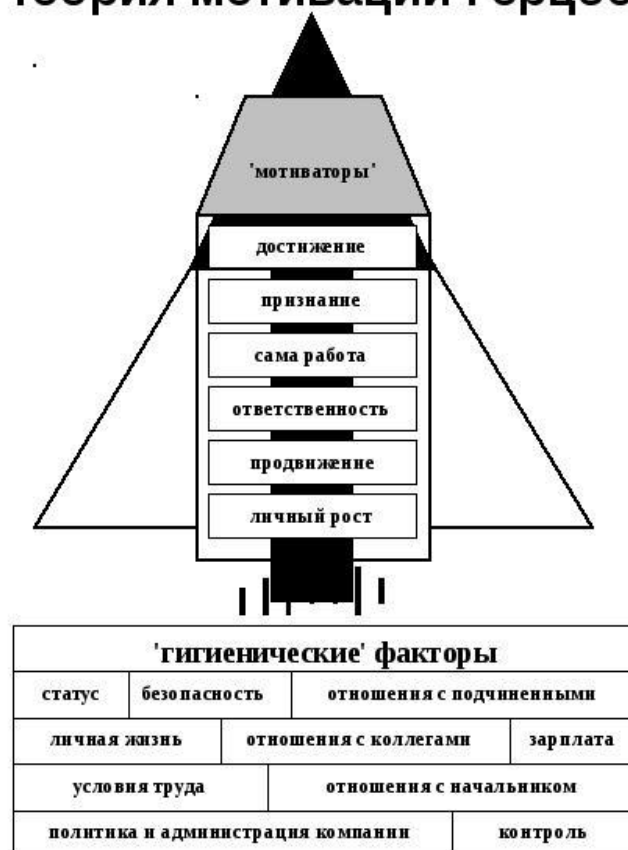 теория мотивации
'мотиваторы'
достижение
признание
сама работа
ответственность
продвижение
личный рост
'гигиенические' факторы
статус безопасность отношения с подчиненными
личная жизнь отношения с коллегами зарплата
условия труда отношения с начальником
политика и администрация компании контроль